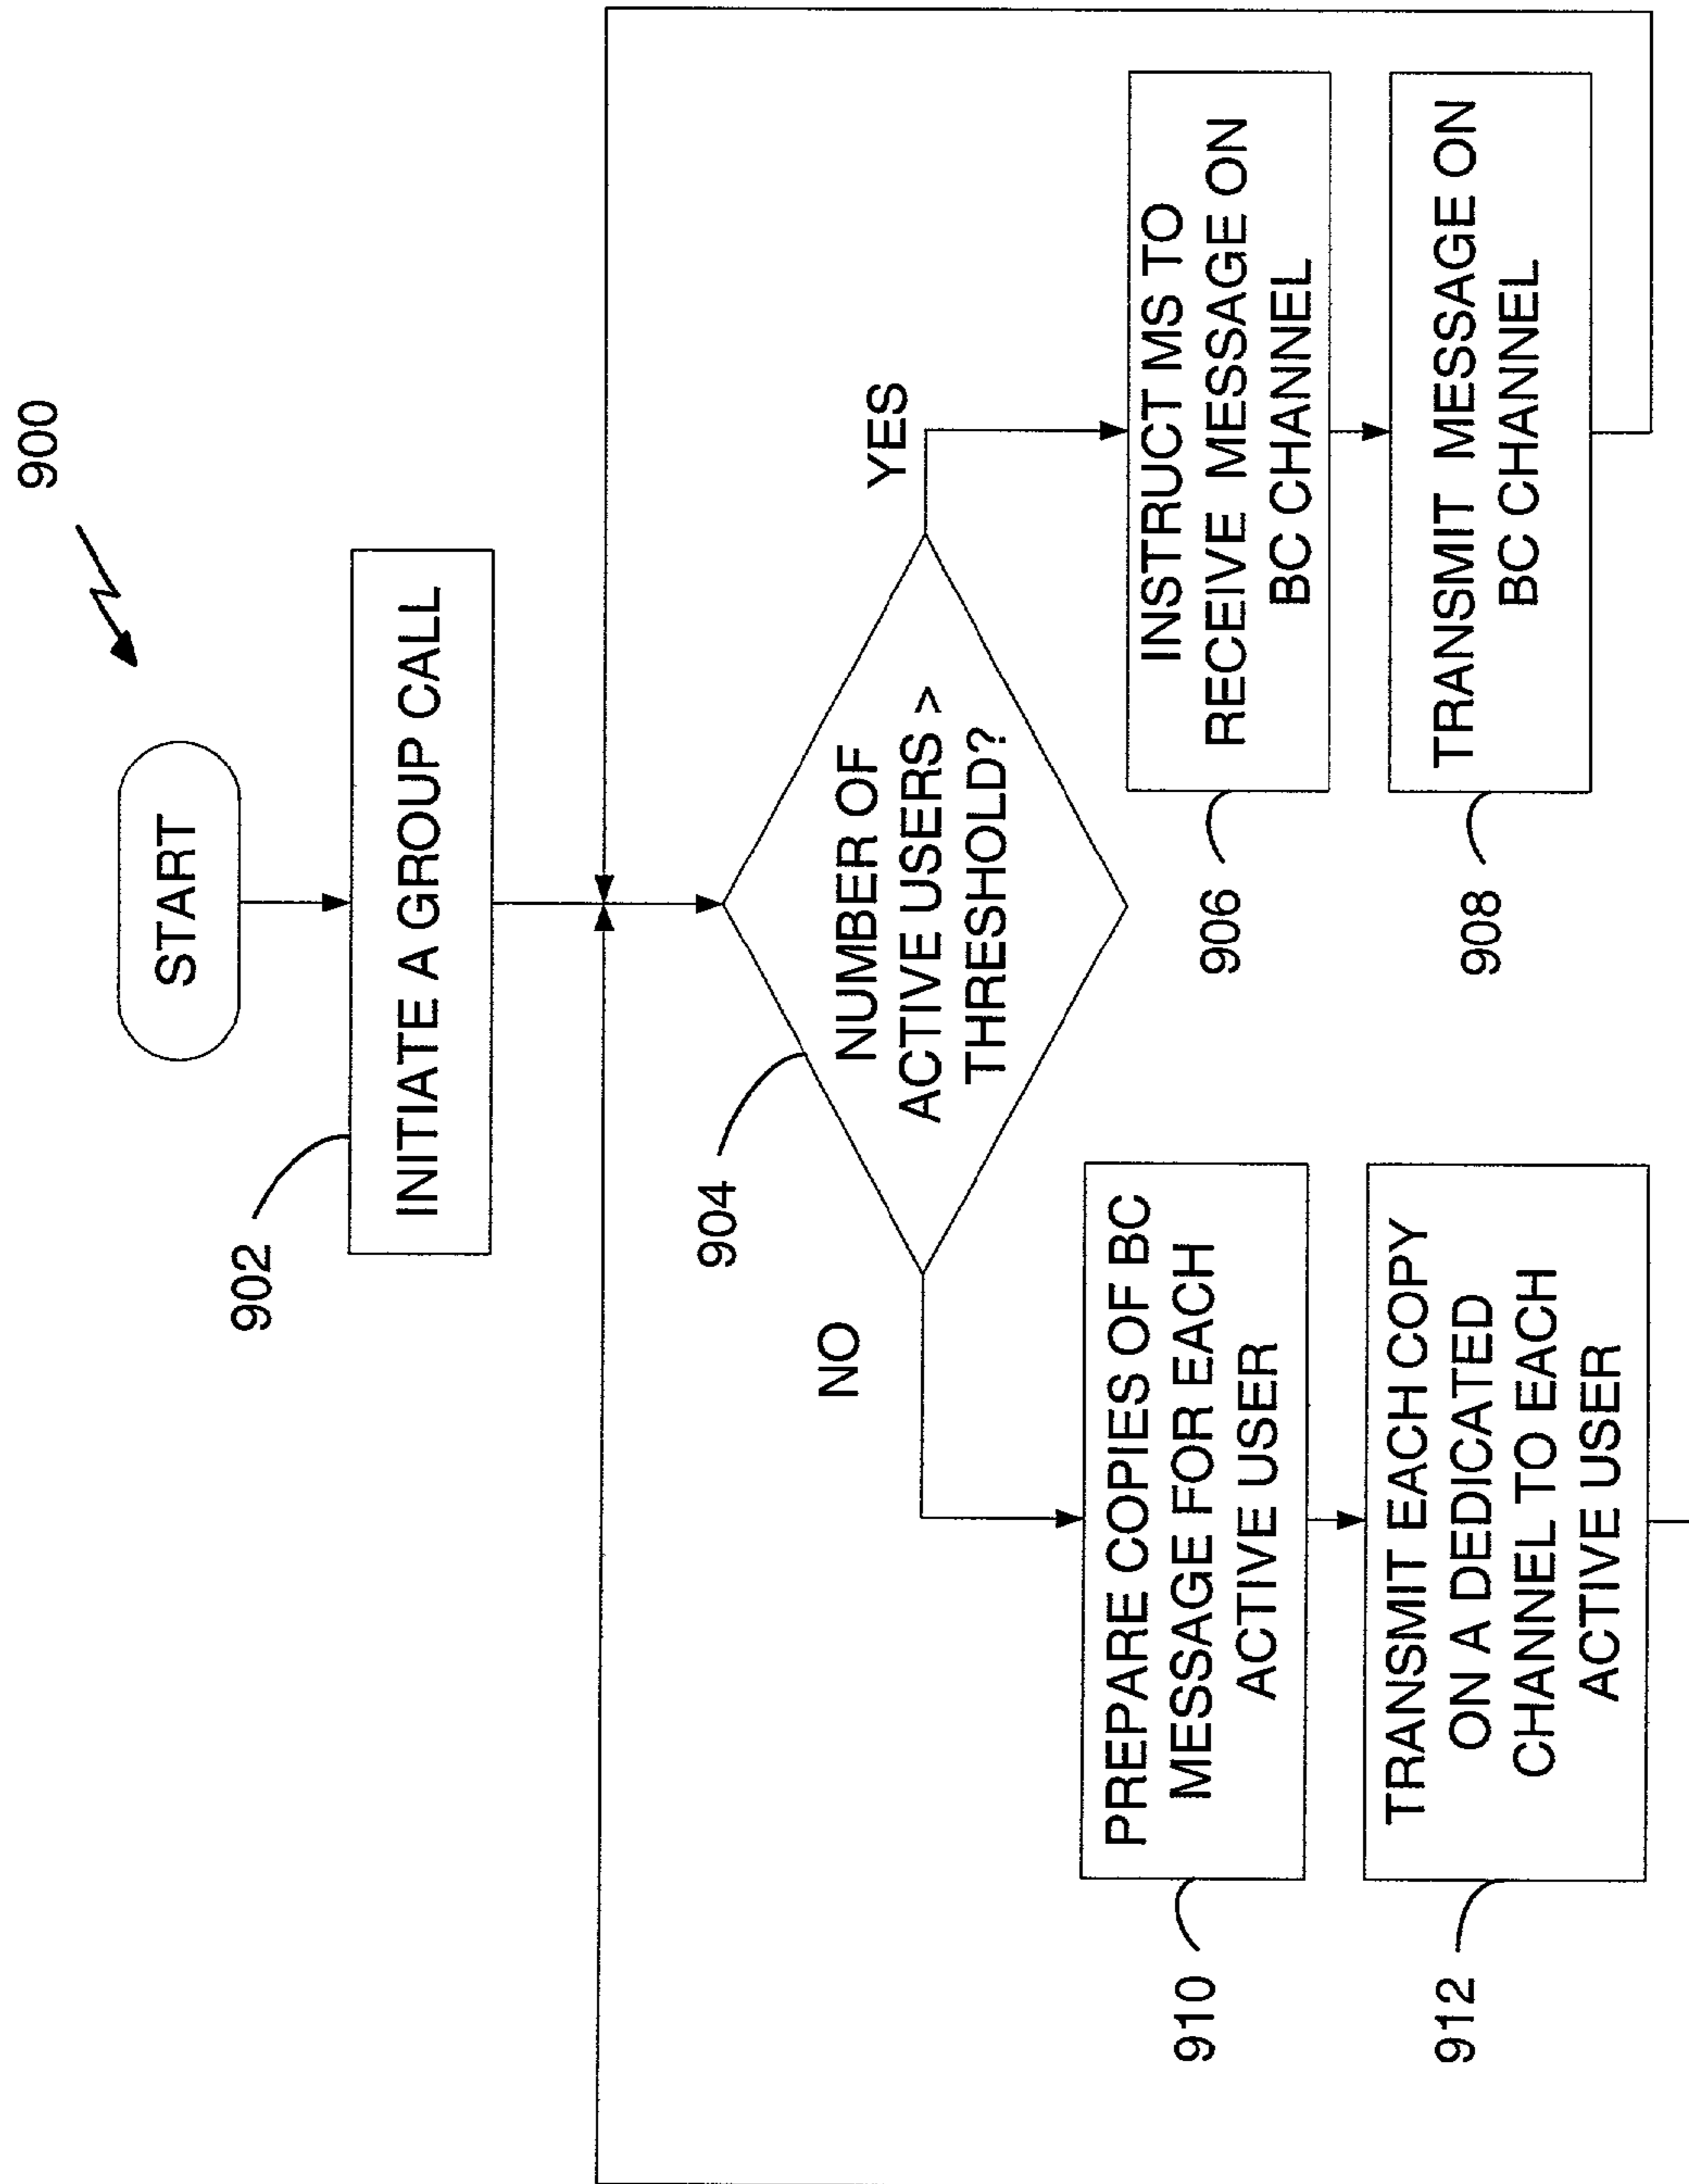 900
START
INITIATE A GROUP CALL
902
NUMBER OF
ACTIVE USERS >
THRESHOLD?
904
NO
YES
PREPARE COPIES OF BC
MESSAGE FOR EACH
ACTIVE USER
910
TRANSMIT EACH COPY
ON A DEDICATED
CHANNEL TO EACH
ACTIVE USER
912
INSTRUCT MS TO
RECEIVE MESSAGE ON
BC CHANNEL
906
TRANSMIT MESSAGE ON
BC CHANNEL
908